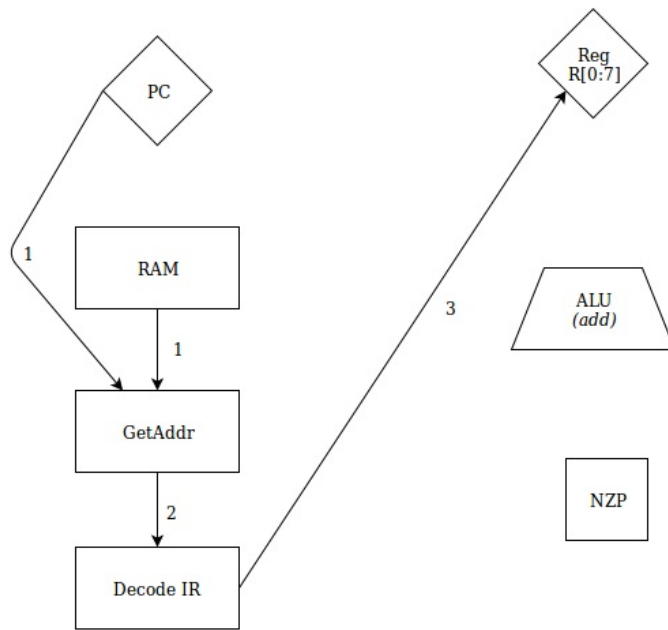 PC
Reg
R[0:7]
1
RAM
ALU
(add)
3
1
GetAddr
NZP
2
Decode IR